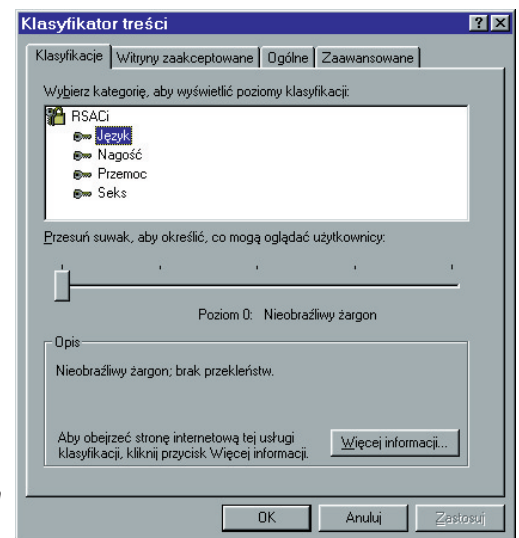 Klasyfikator treści
Klasyfikacje Witryny zaakceptowane Ogólne Zaawansowane
Wybierz kategorię, aby wyświetlić poziomy klasyfikacji:
RSACi
Język
Nagość
Przemoc
Seks
Przesuń suwak, aby określić, co mogą oglądać użytkownicy:
Poziom 0: Nieobraźliwy żargon
Opis
Nieobraźliwy żargon; brak przekleństw.
Aby obejrzeć stronę internetową tej usługi
klasyfikacji, kliknij przycisk Więcej informacji.
Więcej informacji...
OK Anuluj Zastosuj